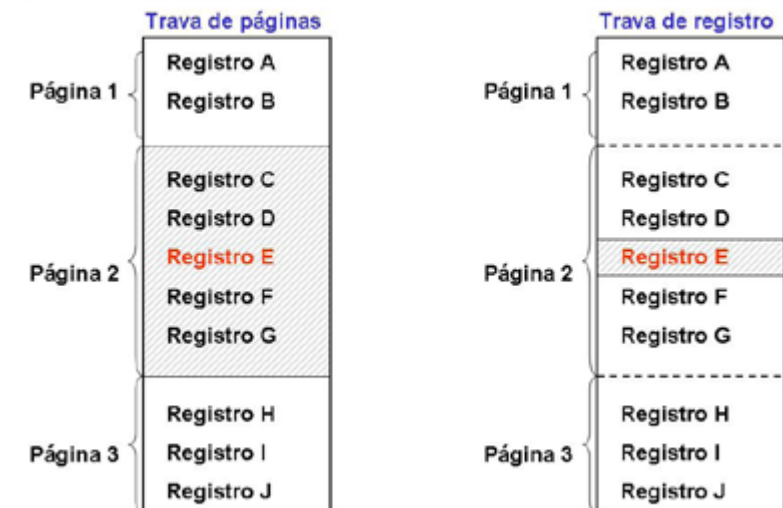 Trava de páginas
Página 1
Registro A
Registro B
Página 2
Registro C
Registro D
Registro E
Registro F
Registro G
Página 3
Registro H
Registro I
Registro J
Trava de registro
Página 1
Registro A
Registro B
Página 2
Registro C
Registro D
Registro E
Registro F
Registro G
Página 3
Registro H
Registro I
Registro J